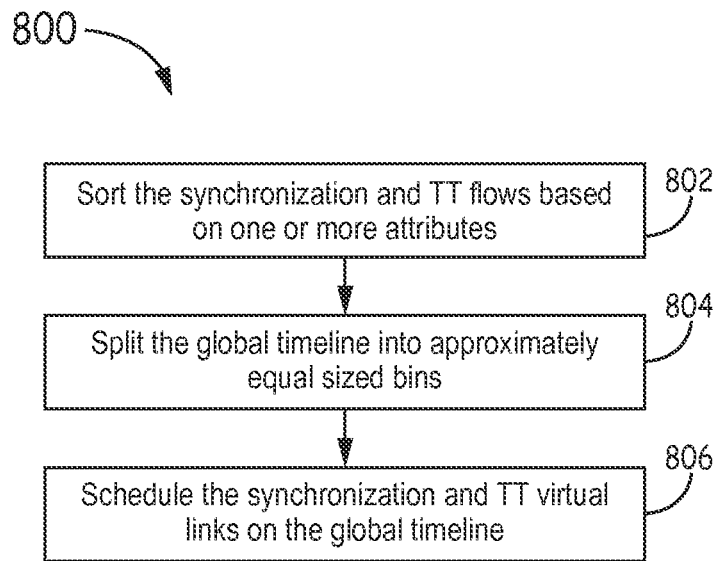 800
802
Sort the synchronization and TT flows based
on one or more attributes
804
Split the global timeline into approximately
equal sized bins
806
Schedule the synchronization and TT virtual
links on the global timeline